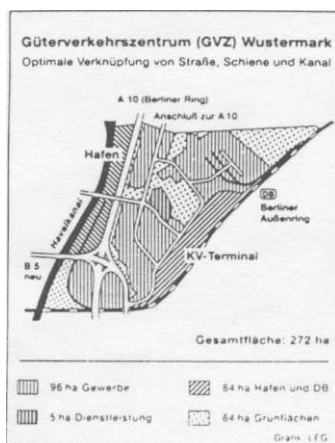 Güterverkehrszentrum (GVZ) Wustermark
Optimale Verknüpfung von Straße, Schiene und Kanal
A 10 (Berliner Ring)
Anschluß zur A 10
Hafen
Havelkanal
DB
Berliner
Außenring
B 5
neu
KV-Terminal
Gesamtfläche: 272 ha
96 ha Gewerbe
64 ha Hafen und DB
5 ha Dienstleistung
64 ha Grünflächen
Grafik: LEG